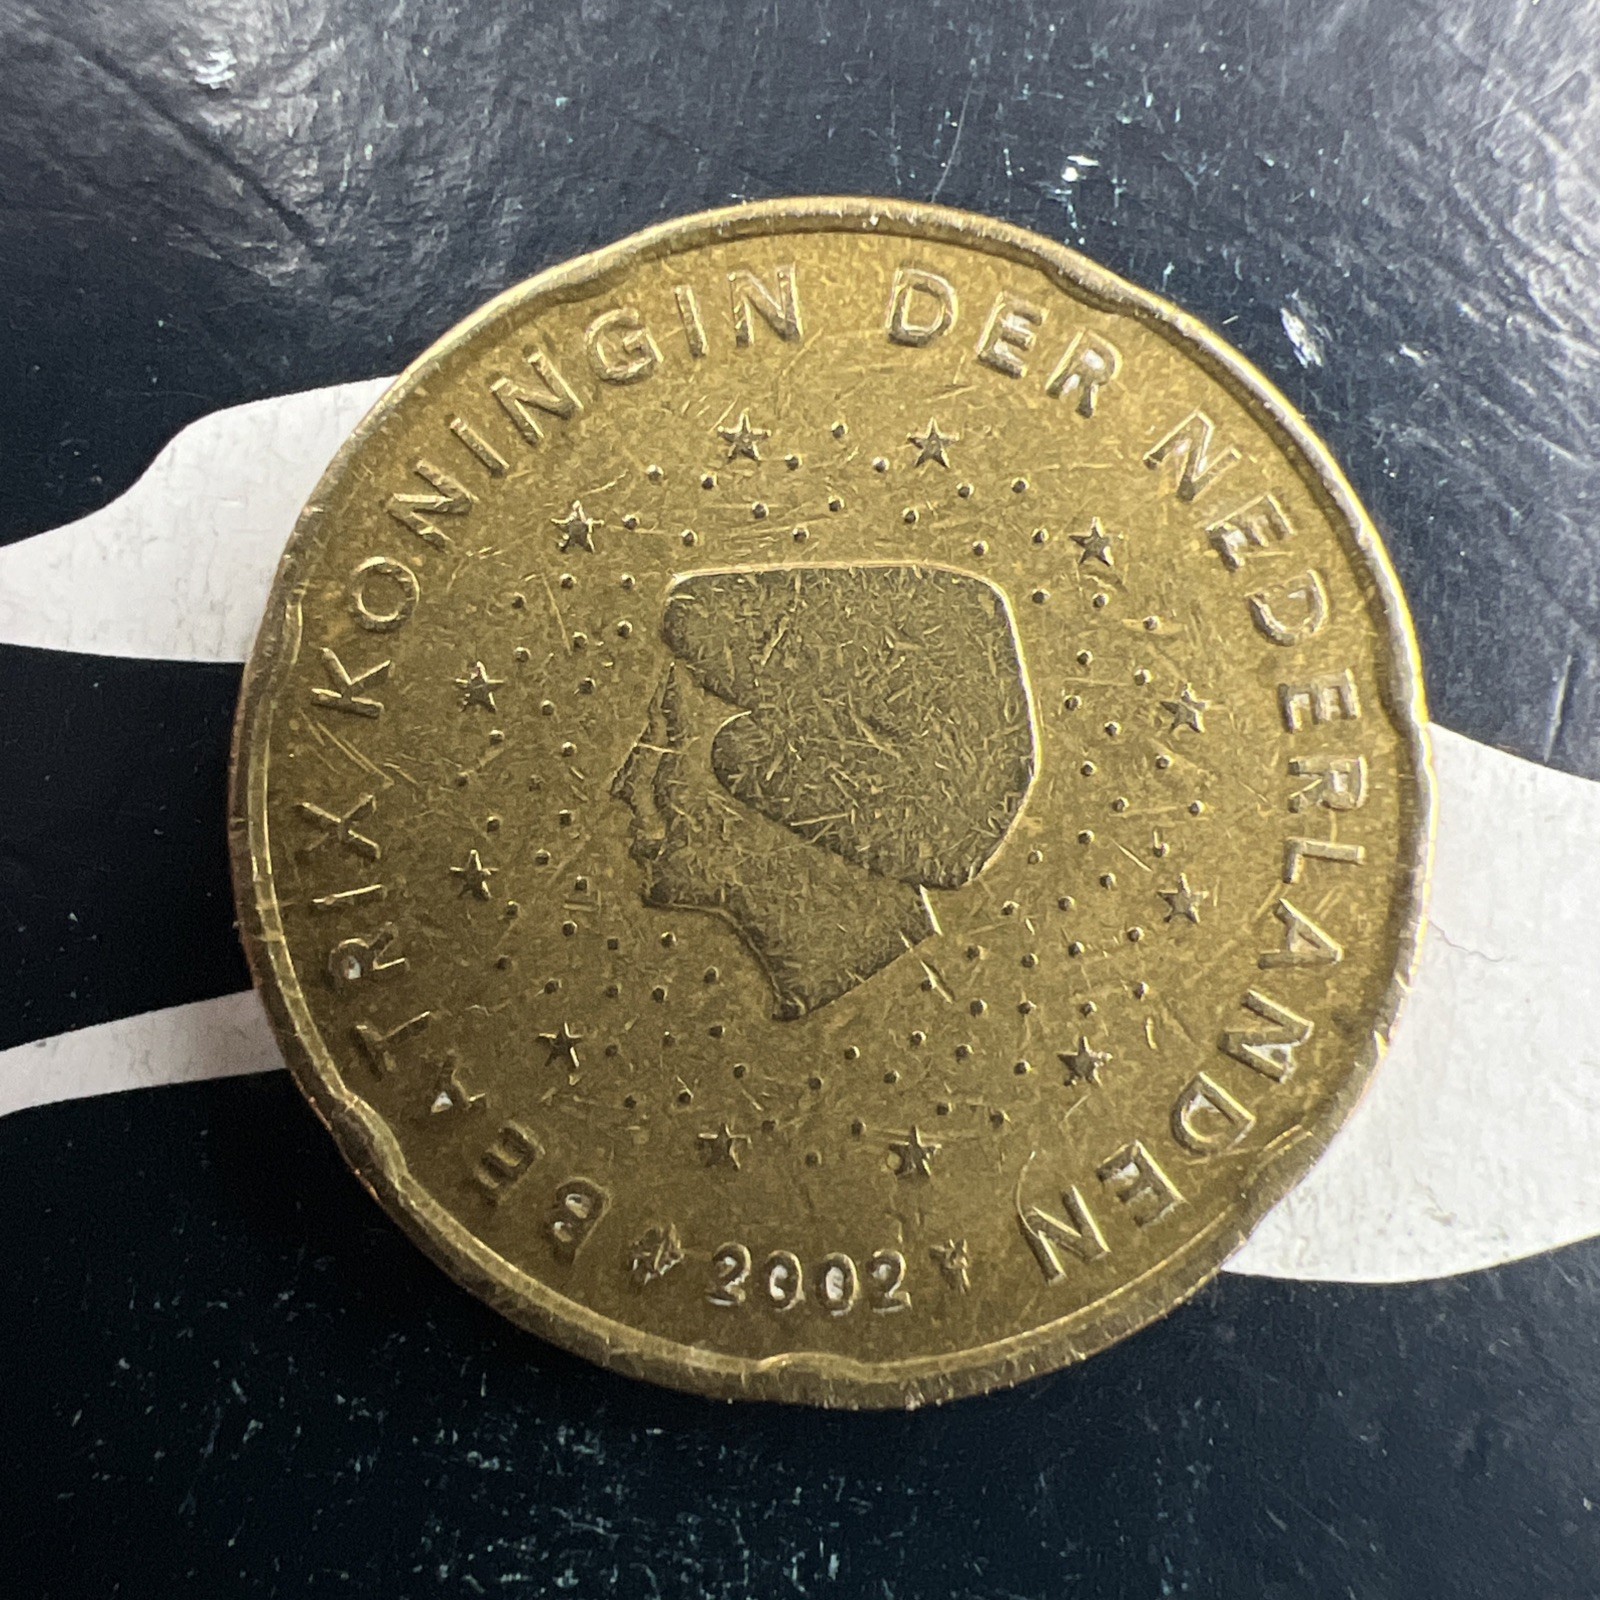 BEATRIX KONINGIN DER NEDERLANDEN
2002